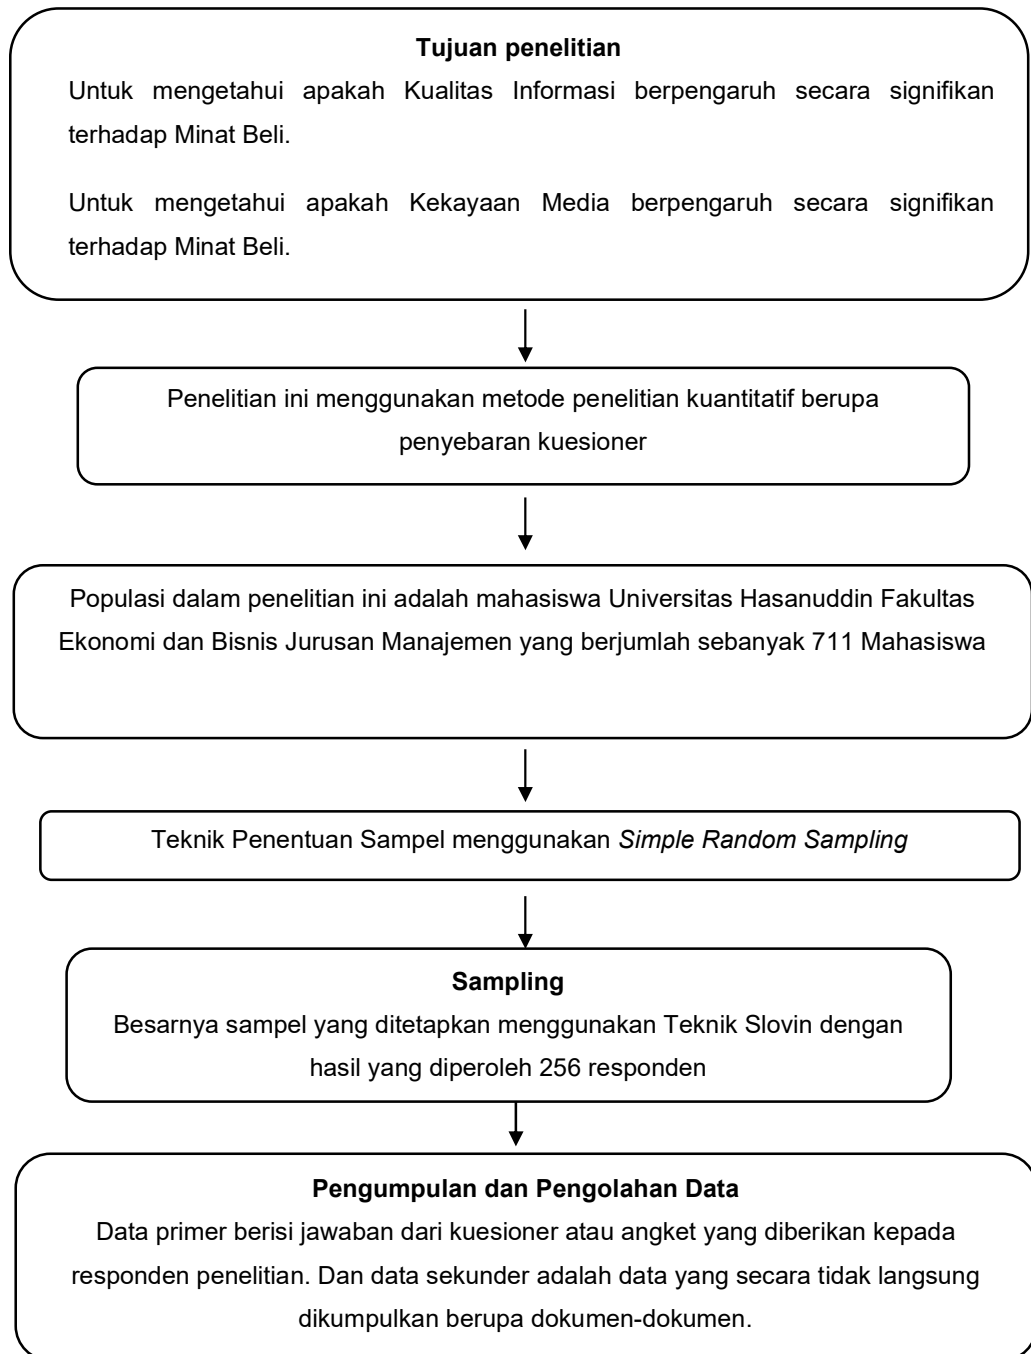 Tujuan penelitian
Untuk mengetahui apakah Kualitas Informasi berpengaruh secara signifikan
terhadap Minat Beli.
Untuk mengetahui apakah Kekayaan Media berpengaruh secara signifikan
terhadap Minat Beli.
Penelitian ini menggunakan metode penelitian kuantitatif berupa
penyebaran kuesioner
Populasi dalam penelitian ini adalah mahasiswa Universitas Hasanuddin Fakultas
Ekonomi dan Bisnis Jurusan Manajemen yang berjumlah sebanyak 711 Mahasiswa
Teknik Penentuan Sampel menggunakan Simple Random Sampling
Sampling
Besarnya sampel yang ditetapkan menggunakan Teknik Slovin dengan
hasil yang diperoleh 256 responden
Pengumpulan dan Pengolahan Data
Data primer berisi jawaban dari kuesioner atau angket yang diberikan kepada
responden penelitian. Dan data sekunder adalah data yang secara tidak langsung
dikumpulkan berupa dokumen-dokumen.